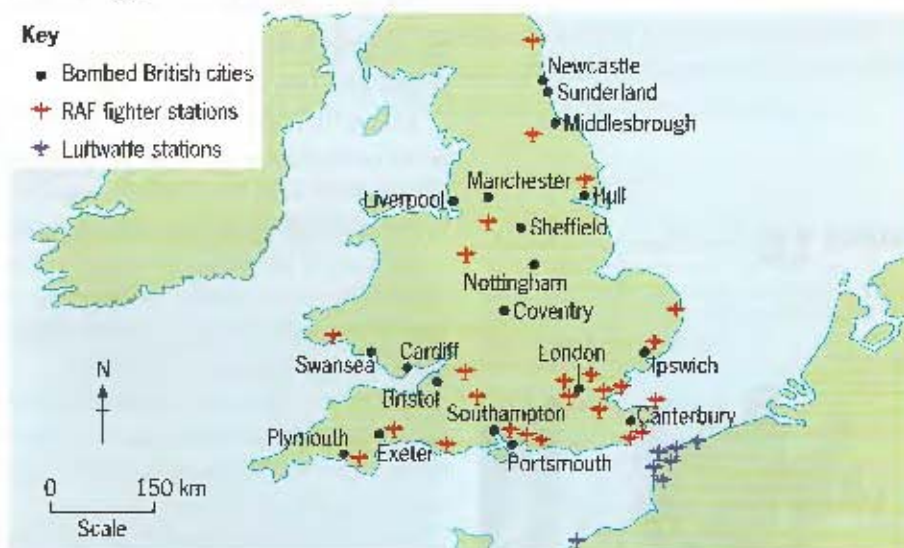 Key
Bombed British cities
RAF fighter stations
Luftwaffe stations
Newcastle
Sunderland
Middlesbrough
Manchester
Liverpool
Hull
Sheffield
Nottingham
Coventry
Swansea
Cardiff
London
Ipswich
Bristol
Southampton
Canterbury
Plymouth
Exeter
Portsmouth
N
0 150 km
Scale